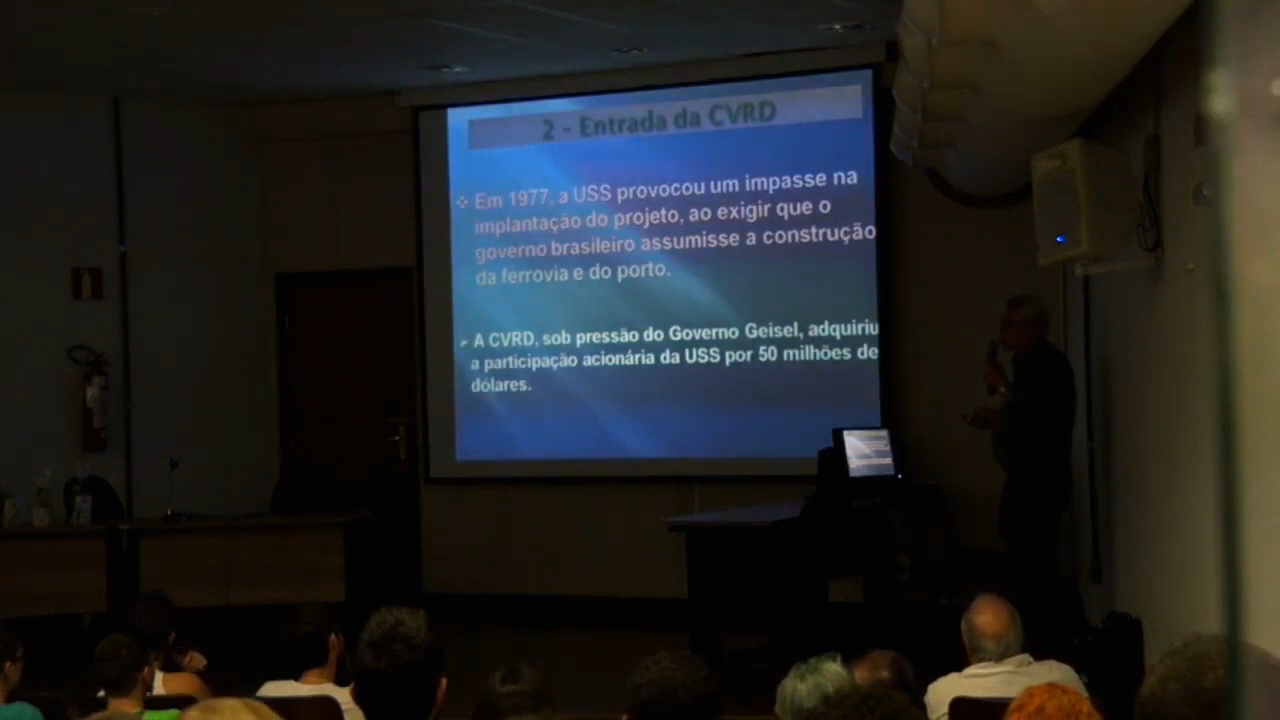 2 - Entrada da CVRD
Em 1977, a USS provocou um impasse na
implantação do projeto, ao exigir que o
governo brasileiro assumisse a construção
da ferrovia e do porto.
A CVRD, sob pressão do Governo Geisel, adquiriu
a participação acionária da USS por 50 milhões de
dólares.